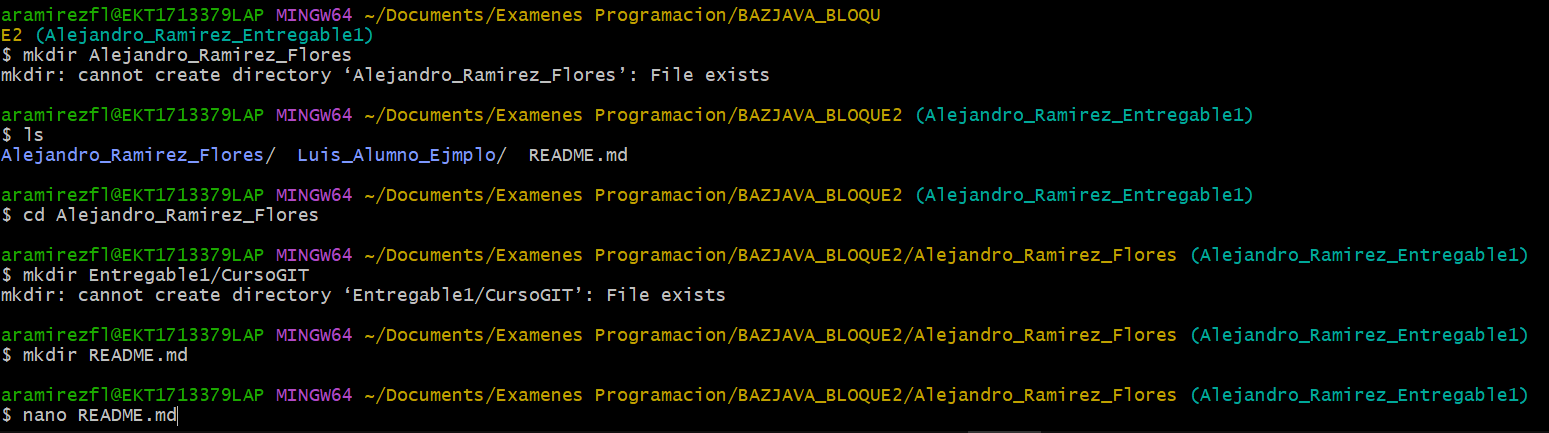 aramirezfl@EKT1713379LAP MINGW64 ~/Documents/Examenes Programacion/BAZJAVA_BLOQU
E2 (Alejandro_Ramirez_Entregable1)
$ mkdir Alejandro_Ramirez_Flores
mkdir: cannot create directory ‘Alejandro_Ramirez_Flores’: File exists
aramirezfl@EKT1713379LAP MINGW64 ~/Documents/Examenes Programacion/BAZJAVA_BLOQUE2 (Alejandro_Ramirez_Entregable1)
$ ls
Alejandro_Ramirez_Flores/  Luis_Alumno_Ejmplo/  README.md
aramirezfl@EKT1713379LAP MINGW64 ~/Documents/Examenes Programacion/BAZJAVA_BLOQUE2 (Alejandro_Ramirez_Entregable1)
$ cd Alejandro_Ramirez_Flores
aramirezfl@EKT1713379LAP MINGW64 ~/Documents/Examenes Programacion/BAZJAVA_BLOQUE2/Alejandro_Ramirez_Flores (Alejandro_Ramirez_Entregable1)
$ mkdir Entregable1/CursoGIT
mkdir: cannot create directory ‘Entregable1/CursoGIT’: File exists
aramirezfl@EKT1713379LAP MINGW64 ~/Documents/Examenes Programacion/BAZJAVA_BLOQUE2/Alejandro_Ramirez_Flores (Alejandro_Ramirez_Entregable1)
$ mkdir README.md
aramirezfl@EKT1713379LAP MINGW64 ~/Documents/Examenes Programacion/BAZJAVA_BLOQUE2/Alejandro_Ramirez_Flores (Alejandro_Ramirez_Entregable1)
$ nano README.md